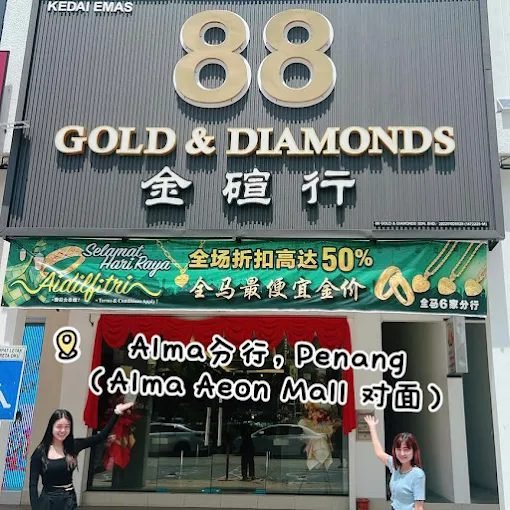 KEDAI EMAS
88
GOLD & DIAMONDS
金碹行
Selamat
Hari Raya
Aidilfitri
全场折扣高达50%
全马最便宜金价
全马6家分行
Alma分行，Penang
（Alma Aeon Mall 对面）